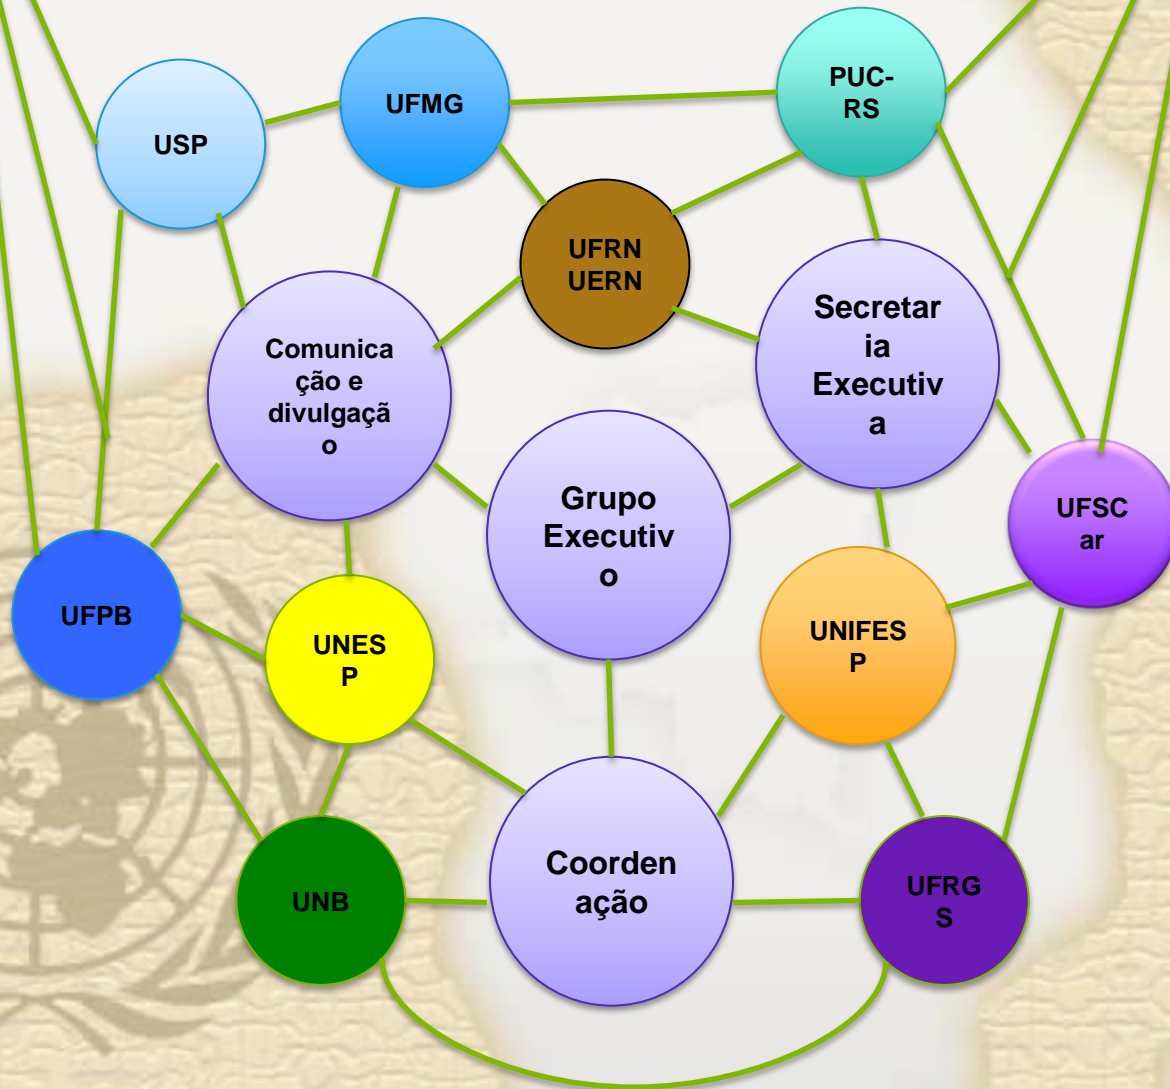 USP
UFMG
PUC-
RS
UFRN
UERN
Comunica
ção e
divulgaçã
o
Secretar
ia
Executiv
a
Grupo
Executiv
o
UFSC
ar
UFPB
UNES
P
UNIFES
P
UNB
Coorden
ação
UFRG
S